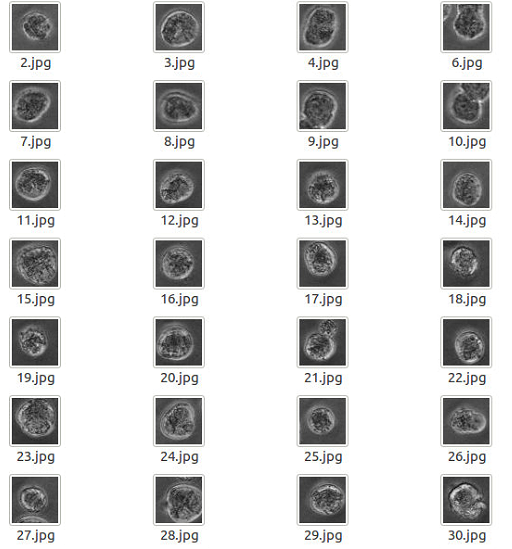 2.jpg 3.jpg 4.jpg 6.jpg
7.jpg 8.jpg 9.jpg 10.jpg
11.jpg 12.jpg 13.jpg 14.jpg
15.jpg 16.jpg 17.jpg 18.jpg
19.jpg 20.jpg 21.jpg 22.jpg
23.jpg 24.jpg 25.jpg 26.jpg
27.jpg 28.jpg 29.jpg 30.jpg